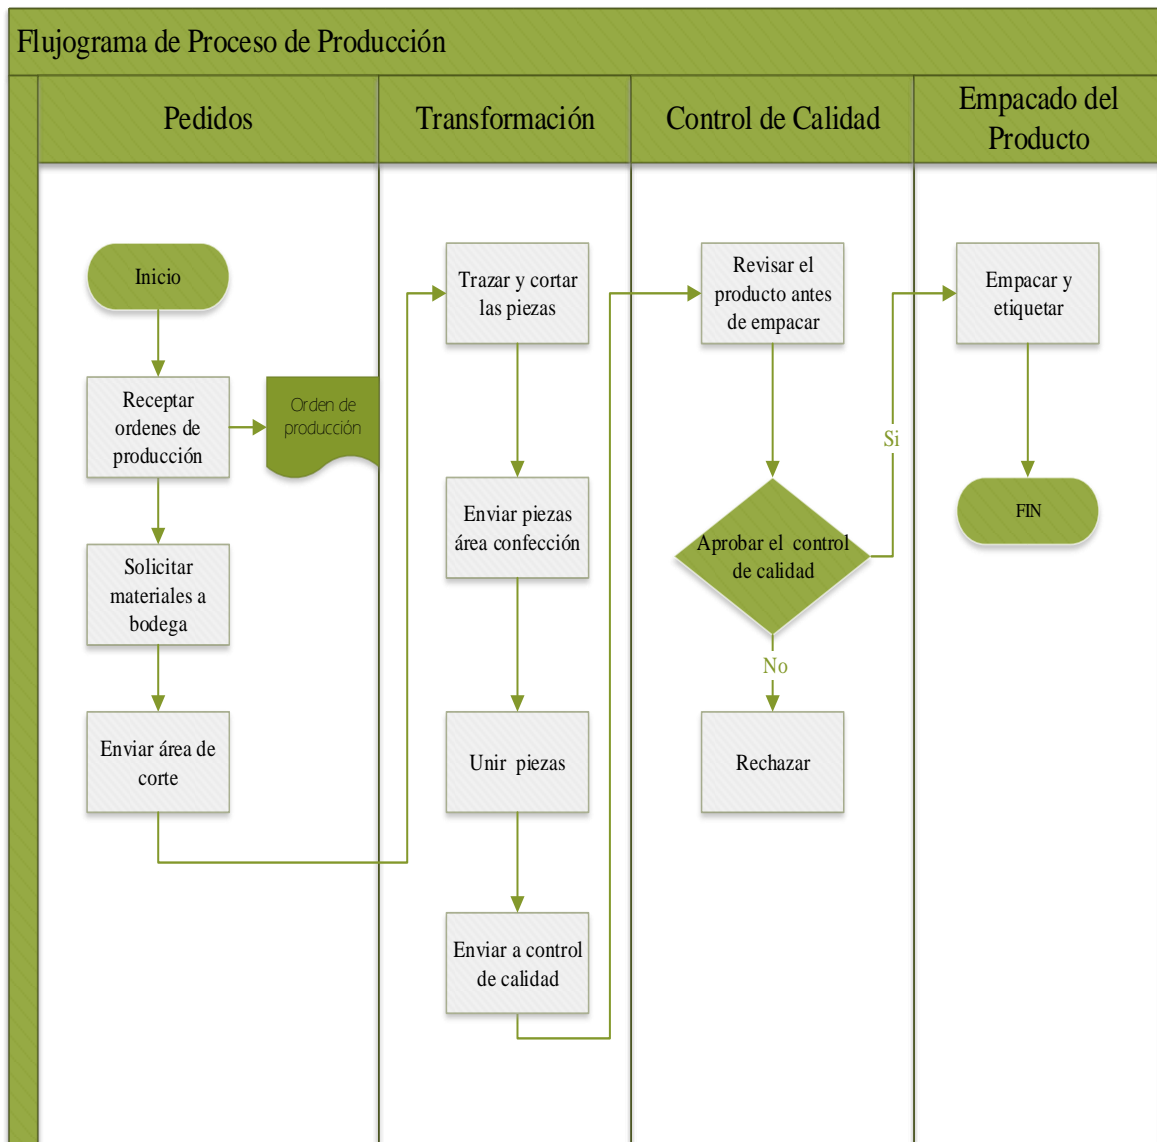 Flujograma de Proceso de Producción
Pedidos
Transformación
Control de Calidad
Empacado del
Producto
Inicio
Receptar
ordenes de
producción
Orden de
producción
Solicitar
materiales a
bodega
Enviar área de
corte
Trazar y cortar
las piezas
Enviar piezas
área confección
Unir piezas
Enviar a control
de calidad
Revisar el
producto antes
de empacar
Aprobar el control
de calidad
Si
No
Rechazar
Empacar y
etiquetar
FIN